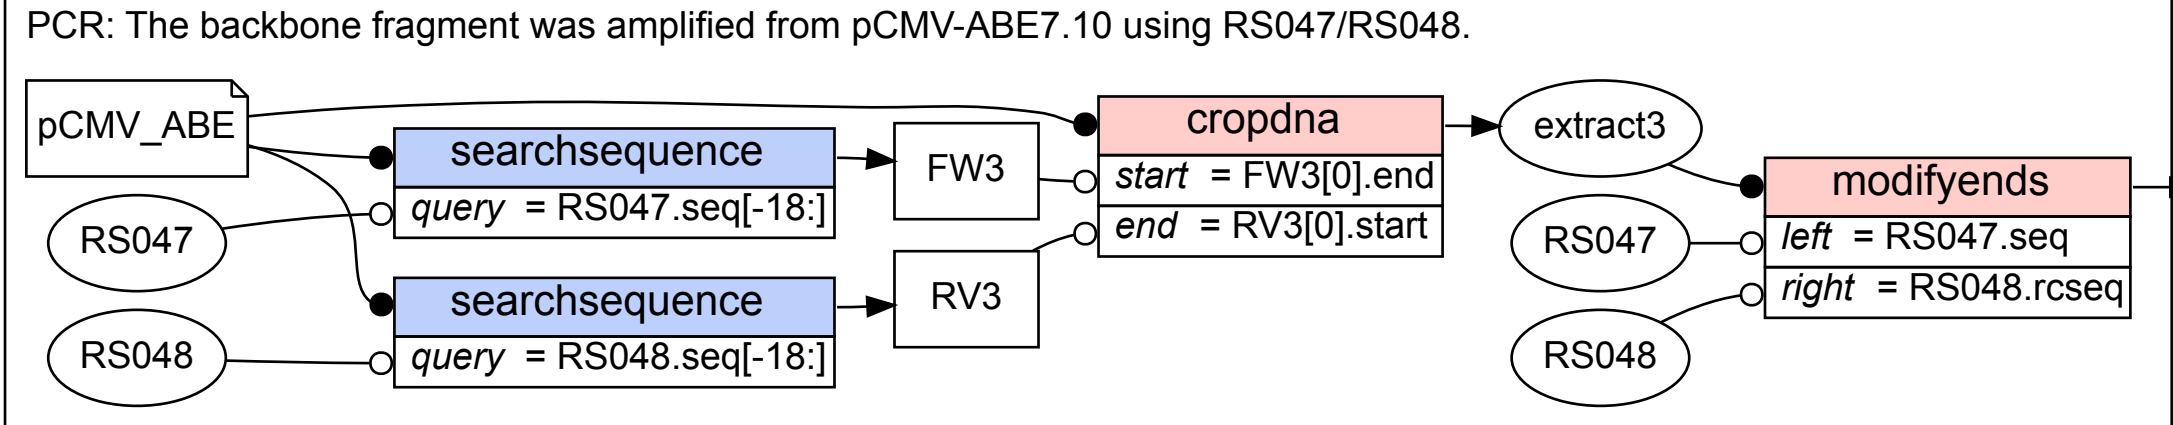 PCR: The backbone fragment was amplified from pCMV-ABE7.10 using RS047/RS048.
pCMV_ABE
RS047
RS048
searchsequence
query = RS047.seq[-18:]
searchsequence
query = RS048.seq[-18:]
FW3
RV3
cropdna
start = FW3[0].end
end = RV3[0].start
extract3
RS047
RS048
modifyends
left = RS047.seq
right = RS048.rcseq